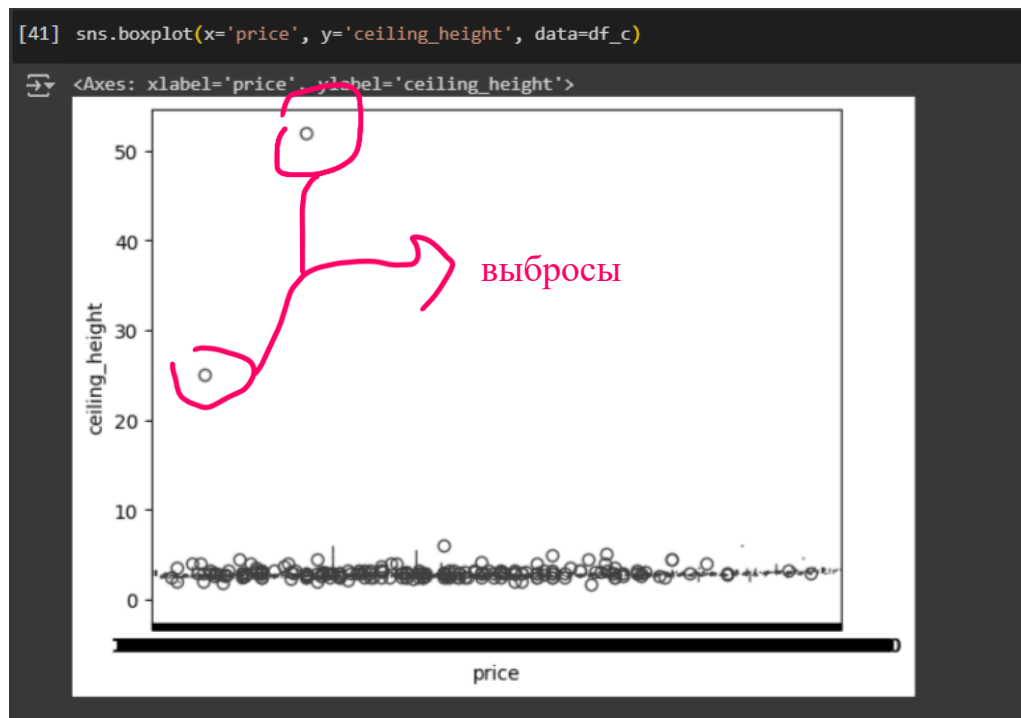 [41] sns.boxplot(x='price', y='ceiling_height', data=df_c)
<Axes: xlabel='price', ylabel='ceiling_height'>
50
40
выбросы
30
ceiling_height
20
10
0
price